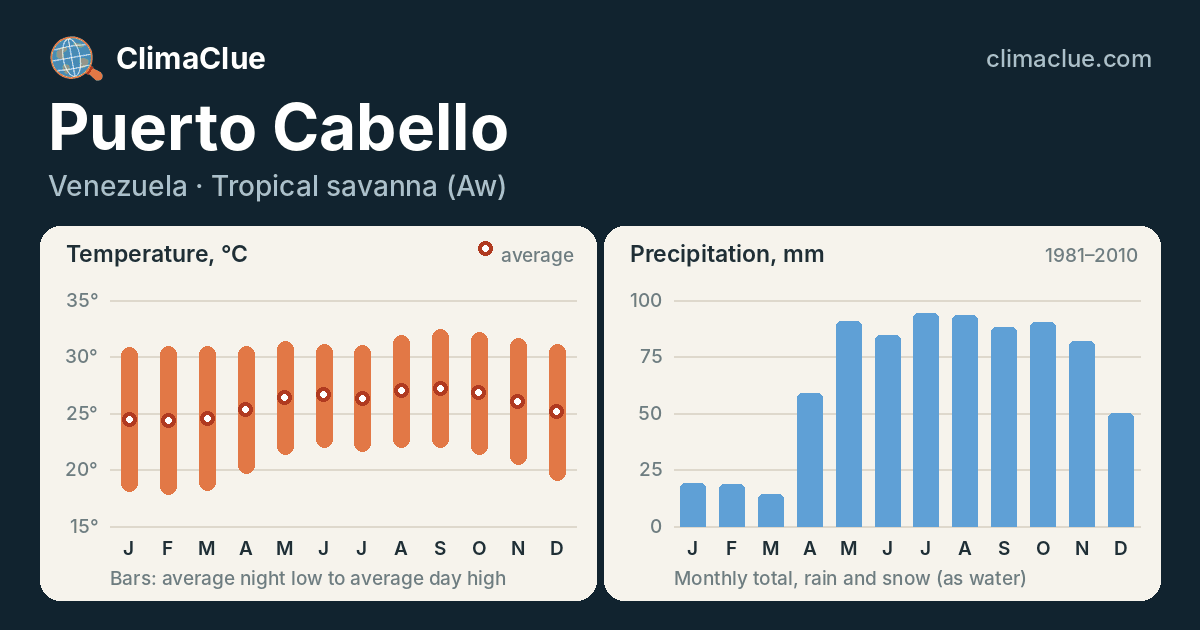 ClimaClue
climaclue.com
Puerto Cabello
Venezuela · Tropical savanna (Aw)
Temperature, °C
average
35°
30°
25°
20°
15°
J F M A M J J A S O N D
Bars: average night low to average day high
Precipitation, mm
1981–2010
100
75
50
25
0
J F M A M J J A S O N D
Monthly total, rain and snow (as water)